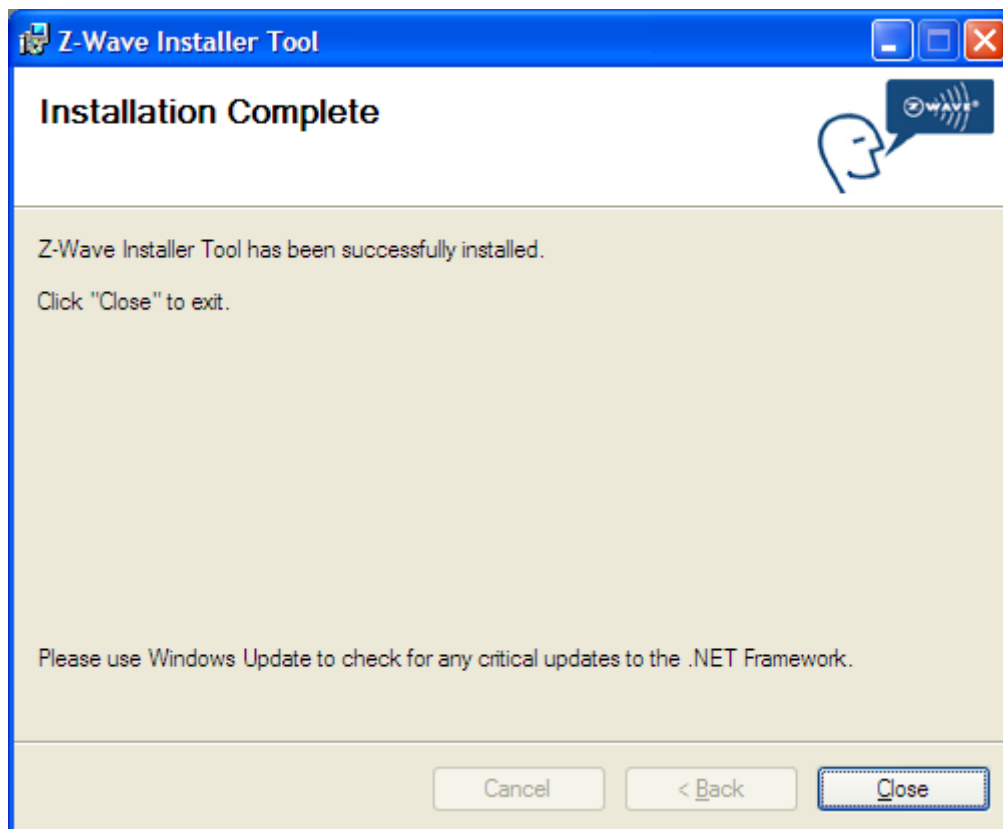 Z-Wave Installer Tool
Installation Complete
Z WAVE®
Z-Wave Installer Tool has been successfully installed.
Click "Close" to exit.
Please use Windows Update to check for any critical updates to the .NET Framework.
Cancel
< Back
Close